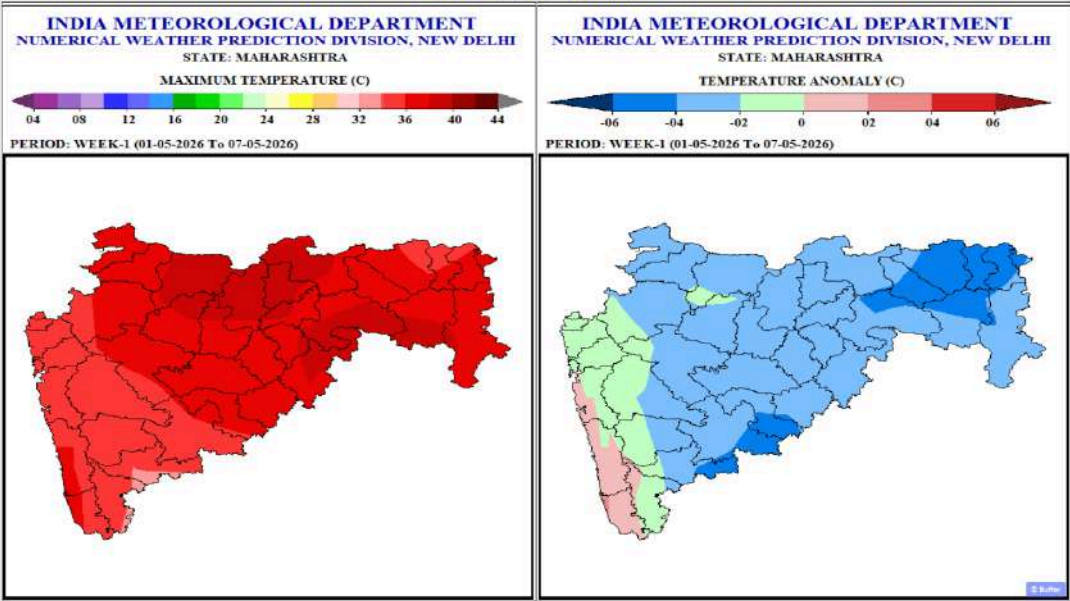 INDIA METEOROLOGICAL DEPARTMENT
NUMERICAL WEATHER PREDICTION DIVISION, NEW DELHI
STATE: MAHARASHTRA
MAXIMUM TEMPERATURE (C)
04 08 12 16 20 24 28 32 36 40 44
PERIOD: WEEK-1 (01-05-2026 To 07-05-2026)
INDIA METEOROLOGICAL DEPARTMENT
NUMERICAL WEATHER PREDICTION DIVISION, NEW DELHI
STATE: MAHARASHTRA
TEMPERATURE ANOMALY (C)
-06 -04 -02 0 02 04 06
PERIOD: WEEK-1 (01-05-2026 To 07-05-2026)